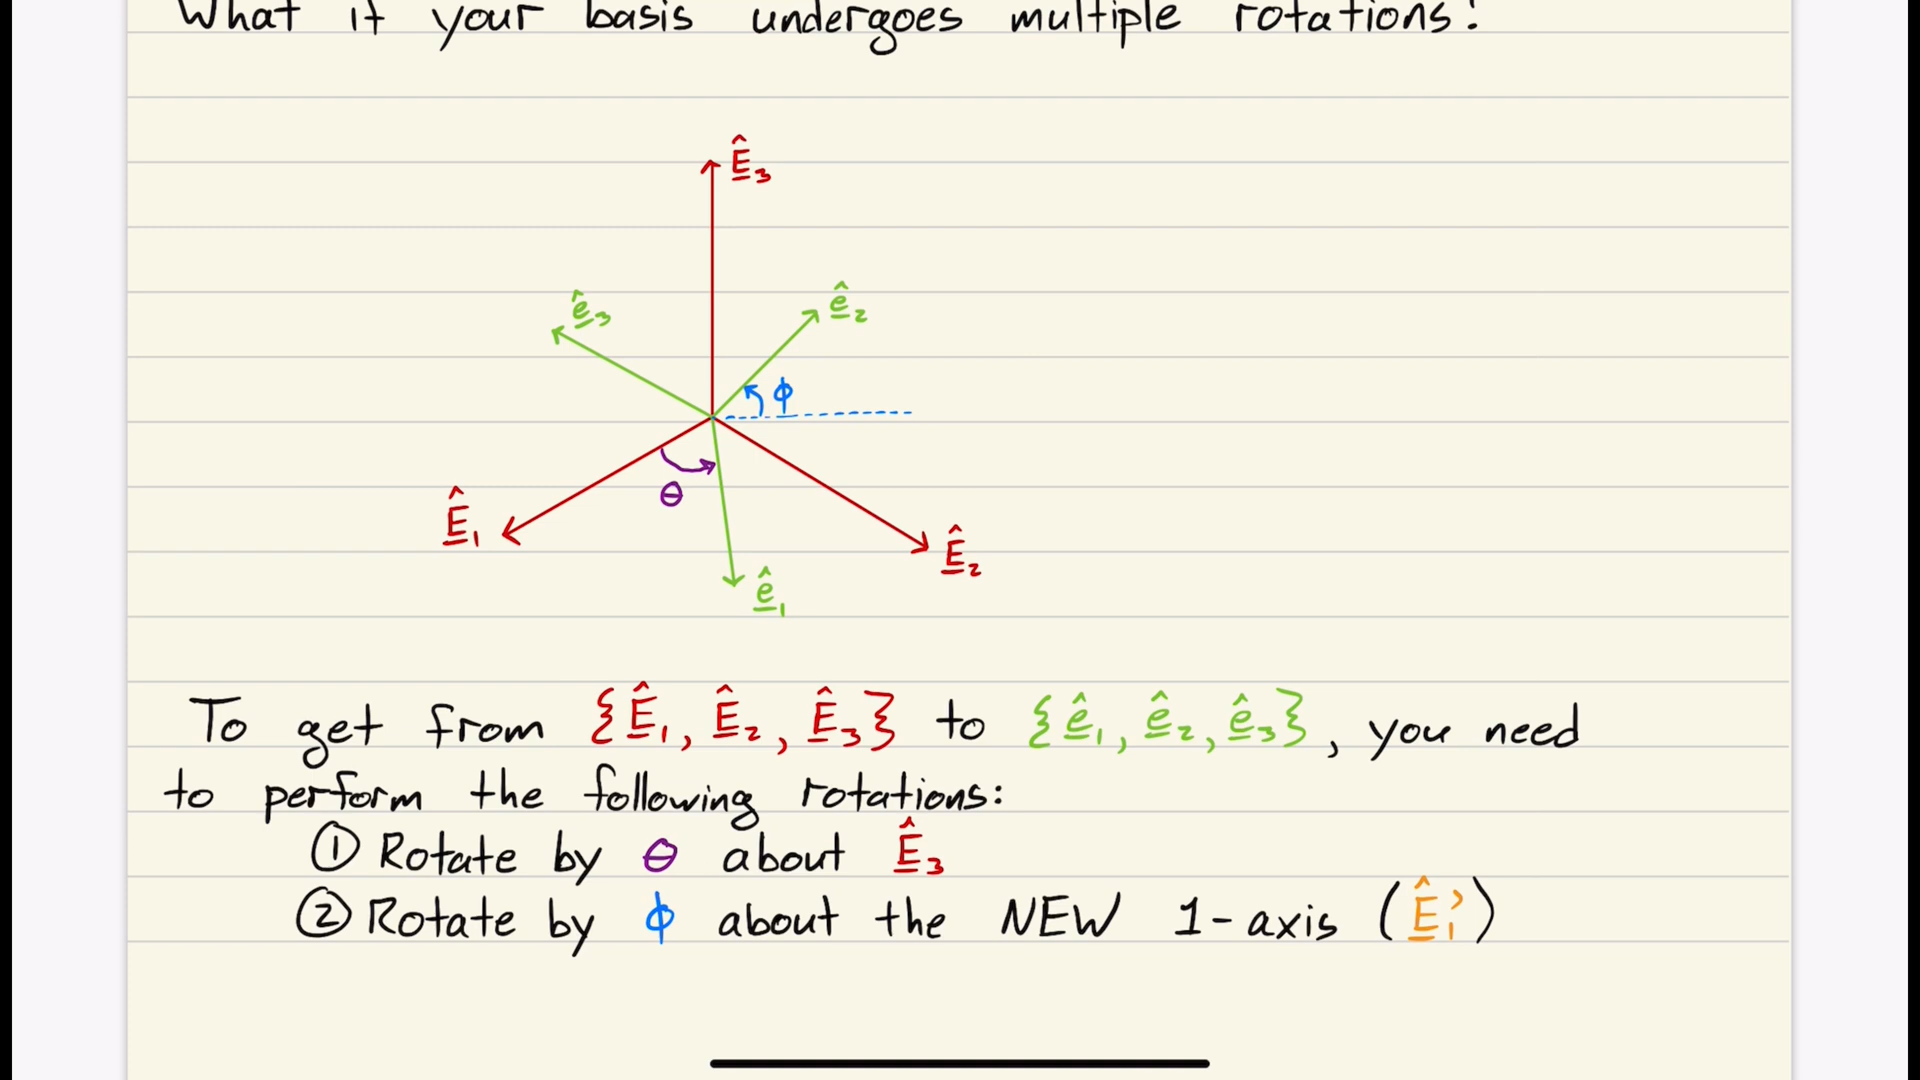 What if your basis undergoes multiple rotations?
Ê₃
ê₃
ê₂
ϕ
θ
Ê₁
Ê₂
ê₁
To get from {Ê₁, Ê₂, Ê₃} to {ê₁, ê₂, ê₃}, you need
to perform the following rotations:
① Rotate by θ about Ê₃
② Rotate by ϕ about the NEW 1-axis (Ê₁')